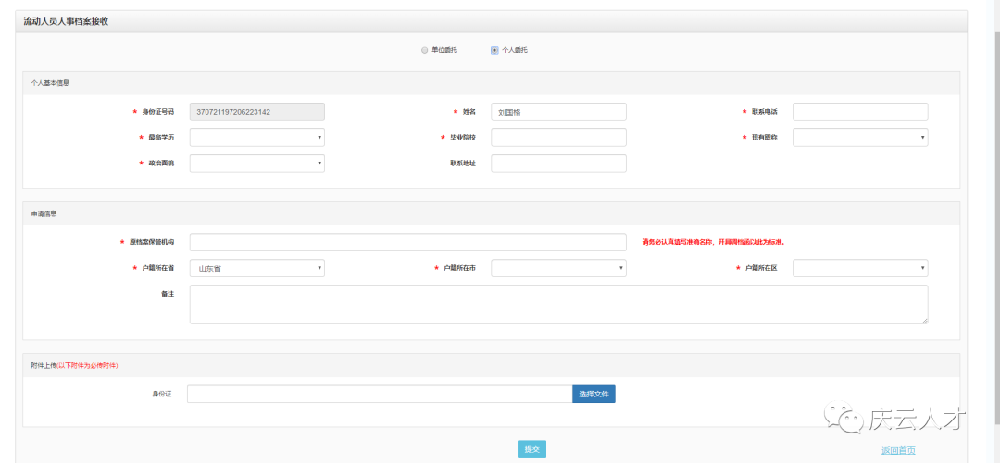 流动人员人事档案接收
单位委托 个人委托
个人基本信息
* 身份证号码 370721197206223142 * 姓名 刘国梅 * 联系电话
* 最高学历 * 毕业院校 * 现有职称
* 政治面貌 联系地址
申请信息
* 原档案保管机构 请务必认真填写准确名称，开具调档函以此为标准。
* 户籍所在省 山东省 * 户籍所在市 * 户籍所在区
备注
附件上传(以下附件为必传附件)
身份证 选择文件
庆云人才
提交 返回首页